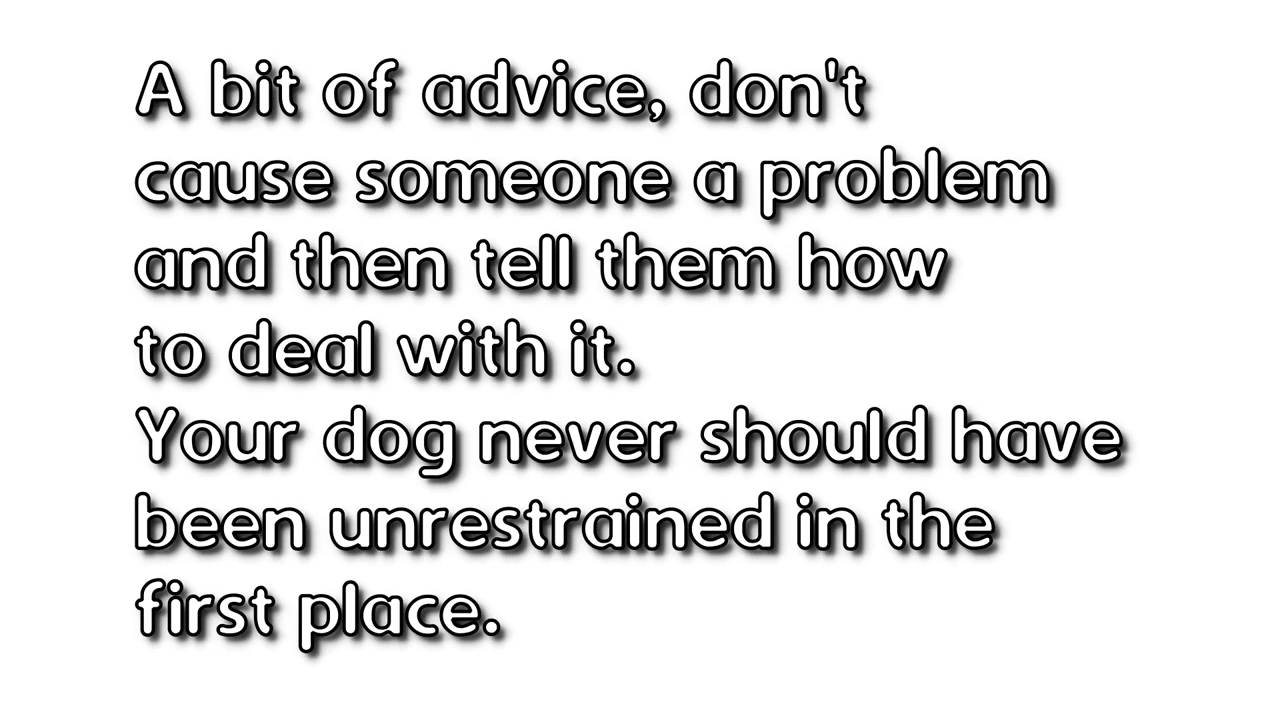 A bit of advice, don't
cause someone a problem
and then tell them how
to deal with it.
Your dog never should have
been unrestrained in the
first place.